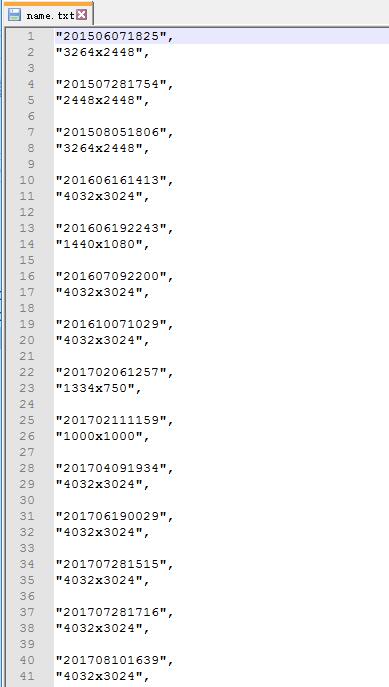 name.txt
1 "201506071825",
2 "3264x2448",
3
4 "201507281754",
5 "2448x2448",
6
7 "201508051806",
8 "3264x2448",
9
10 "201606161413",
11 "4032x3024",
12
13 "201606192243",
14 "1440x1080",
15
16 "201607092200",
17 "4032x3024",
18
19 "201610071029",
20 "4032x3024",
21
22 "201702061257",
23 "1334x750",
24
25 "201702111159",
26 "1000x1000",
27
28 "201704091934",
29 "4032x3024",
30
31 "201706190029",
32 "4032x3024",
33
34 "201707281515",
35 "4032x3024",
36
37 "201707281716",
38 "4032x3024",
39
40 "201708101639",
41 "4032x3024",